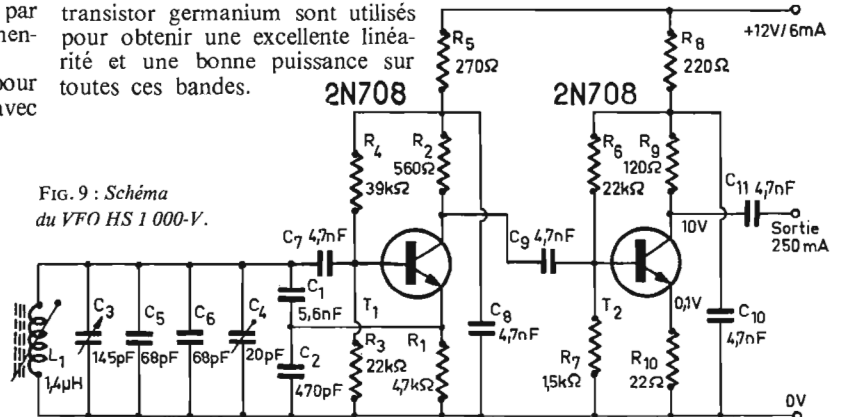 par
men-
pour
avec
transistor germanium sont utilisés
pour obtenir une excellente linéa-
rité et une bonne puissance sur
toutes ces bandes.
FIG. 9 : Schéma
du VFO HS 1 000-V.
2N708
2N708
+12V/6mA
R5
270Ω
R8
220Ω
R4
39kΩ
R2
560Ω
R6
22kΩ
R9
120Ω
C11 4,7nF
Sortie
250mA
10V
C7 4,7nF
C9 4,7nF
C1
5,6nF
T1
T2
0,1V
C8
4,7nF
C10
4,7nF
L1
1,4µH
C3
145pF
C5
68pF
C6
68pF
C4
20pF
C2
470pF
R3
22kΩ
R1
4,7kΩ
R7
1,5kΩ
R10
22Ω
0V